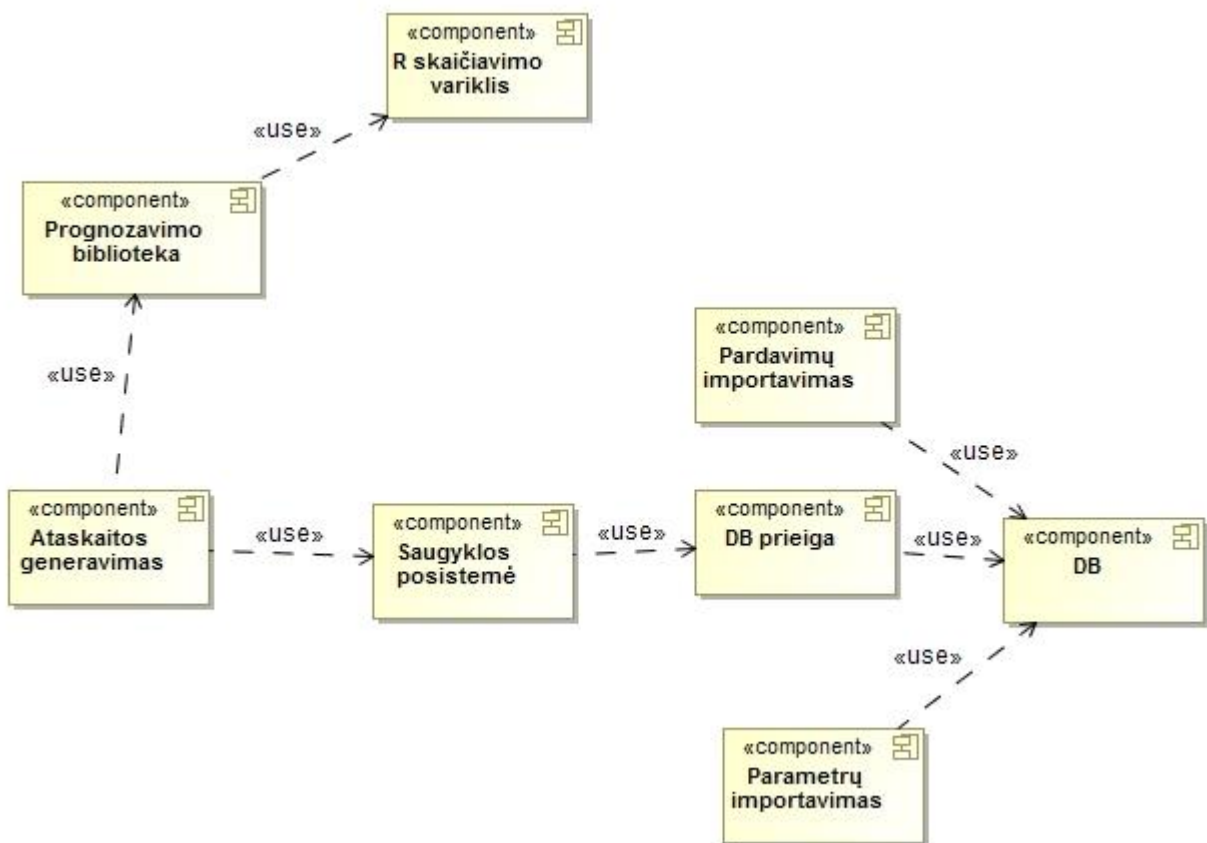 «component»
R skaičiavimo
variklis
«use»
«component»
Prognozavimo
biblioteka
«use»
«component»
Pardavimų
importavimas
«use»
«component»
Ataskaitos
generavimas
«use»
«component»
Saugyklos
posistemė
«use»
«component»
DB prieiga
«use»
«component»
DB
«use»
«component»
Parametrų
importavimas